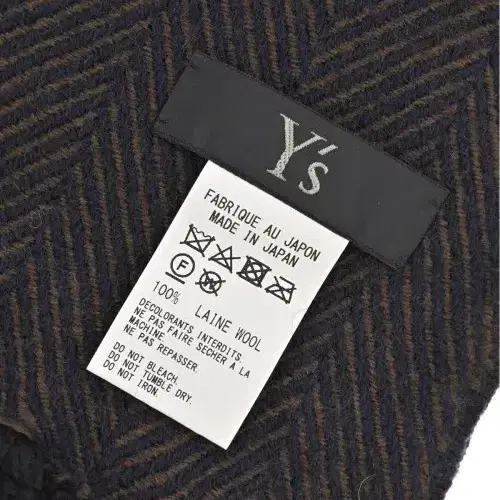 Y's
FABRIQUE AU JAPON
MADE IN JAPAN
F
100% LAINE WOOL
DECOLORANTS INTERDITS,
NE PAS FAIRE SECHER A LA
MACHINE.
NE PAS REPASSER
DO NOT BLEACH.
DO NOT TUMBLE DRY.
DO NOT IRON.